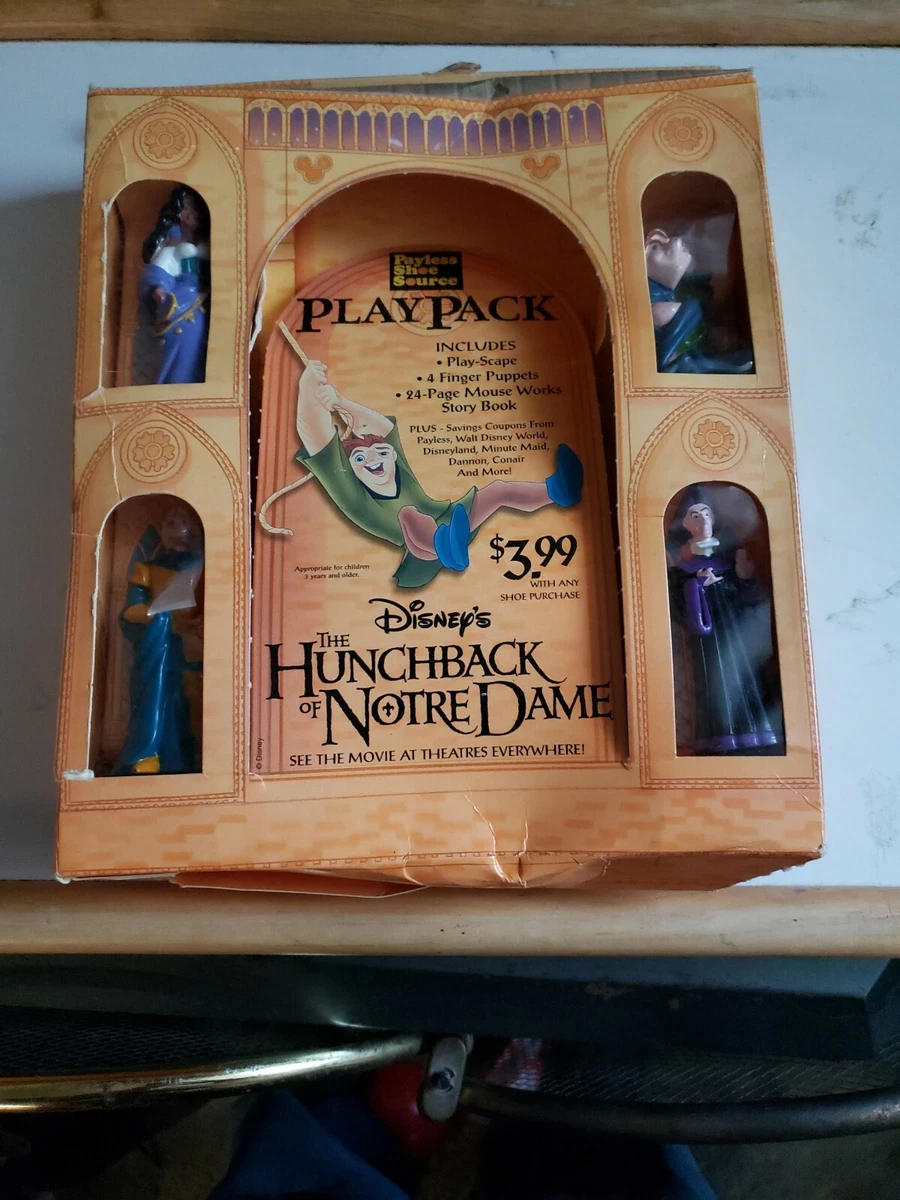 Payless
Shoe
Source
PLAY PACK
INCLUDES
• Play-Scape
• 4 Finger Puppets
• 24-Page Mouse Works
Story Book
PLUS - Savings Coupons From
Payless, Walt Disney World,
Disneyland, Minute Maid,
Dannon, Conair
And More!
Appropriate for children
3 years and older.
$3.99
WITH ANY
SHOE PURCHASE
DISNEY'S
THE
HUNCHBACK
OF NOTRE DAME
SEE THE MOVIE AT THEATRES EVERYWHERE!
© Disney